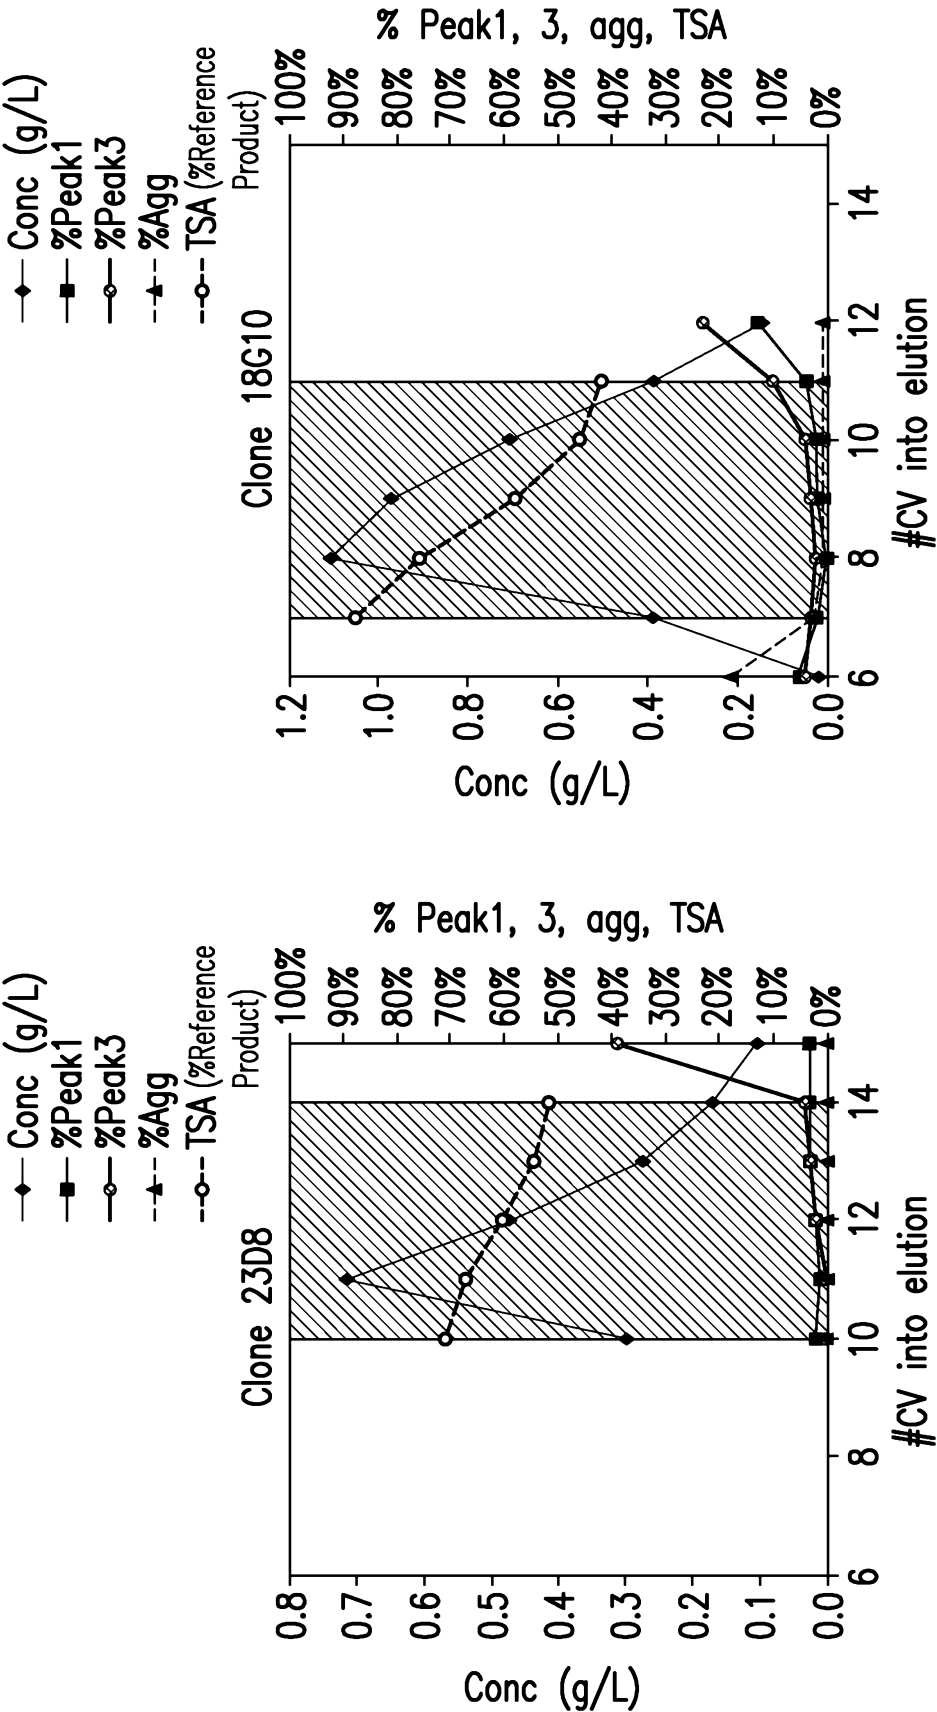 Clone 23D8
Conc (g/L)
%Peak1
%Peak3
%Agg
TSA (%Reference
Product)
Conc (g/L)
0.8
0.7
0.6
0.5
0.4
0.3
0.2
0.1
0.0
6
8
10
12
14
#CV into elution
100%
90%
80%
70%
60%
50%
40%
30%
20%
10%
0%
% Peak1, 3, agg, TSA
Clone 18G10
Conc (g/L)
%Peak1
%Peak3
%Agg
TSA (%Reference
Product)
Conc (g/L)
1.2
1.0
0.8
0.6
0.4
0.2
0.0
6
8
10
12
14
#CV into elution
100%
90%
80%
70%
60%
50%
40%
30%
20%
10%
0%
% Peak1, 3, agg, TSA